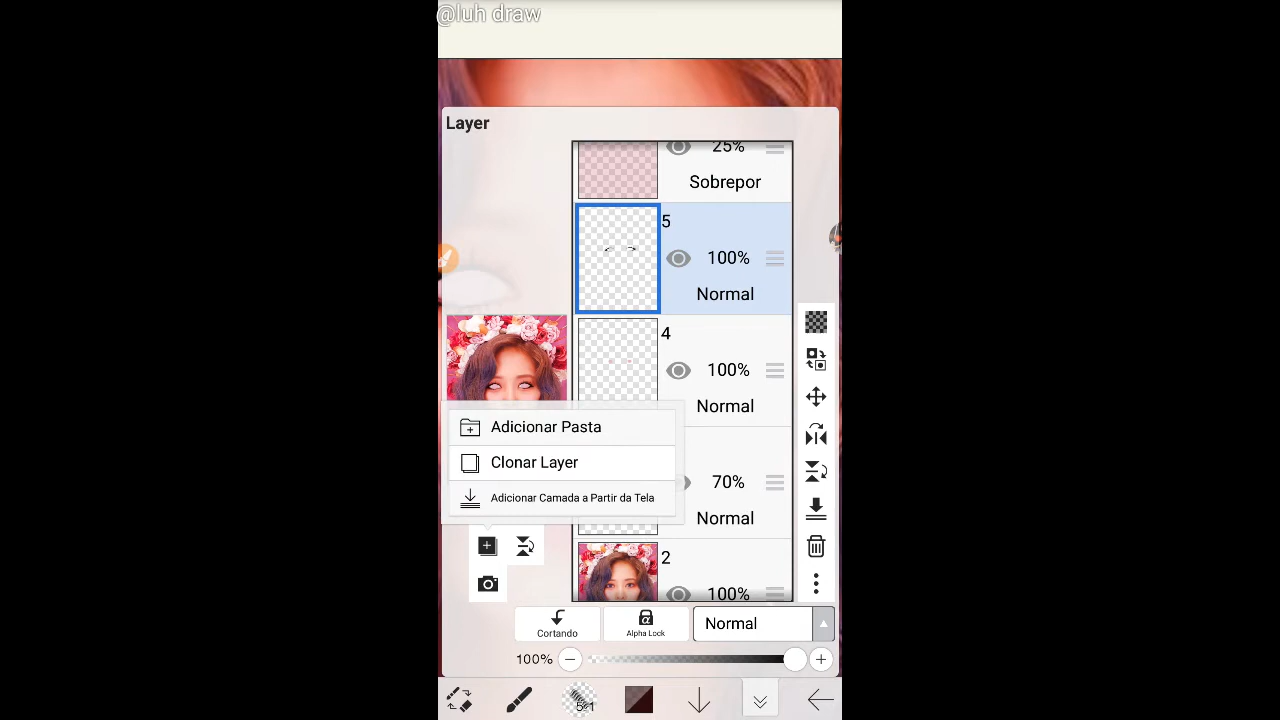 @luh draw
Layer
25%
Sobrepor
5
100%
Normal
4
100%
Normal
Adicionar Pasta
Clonar Layer
Adicionar Camada a Partir da Tela
70%
Normal
2
100%
Cortando
α
Alpha Lock
Normal
100%